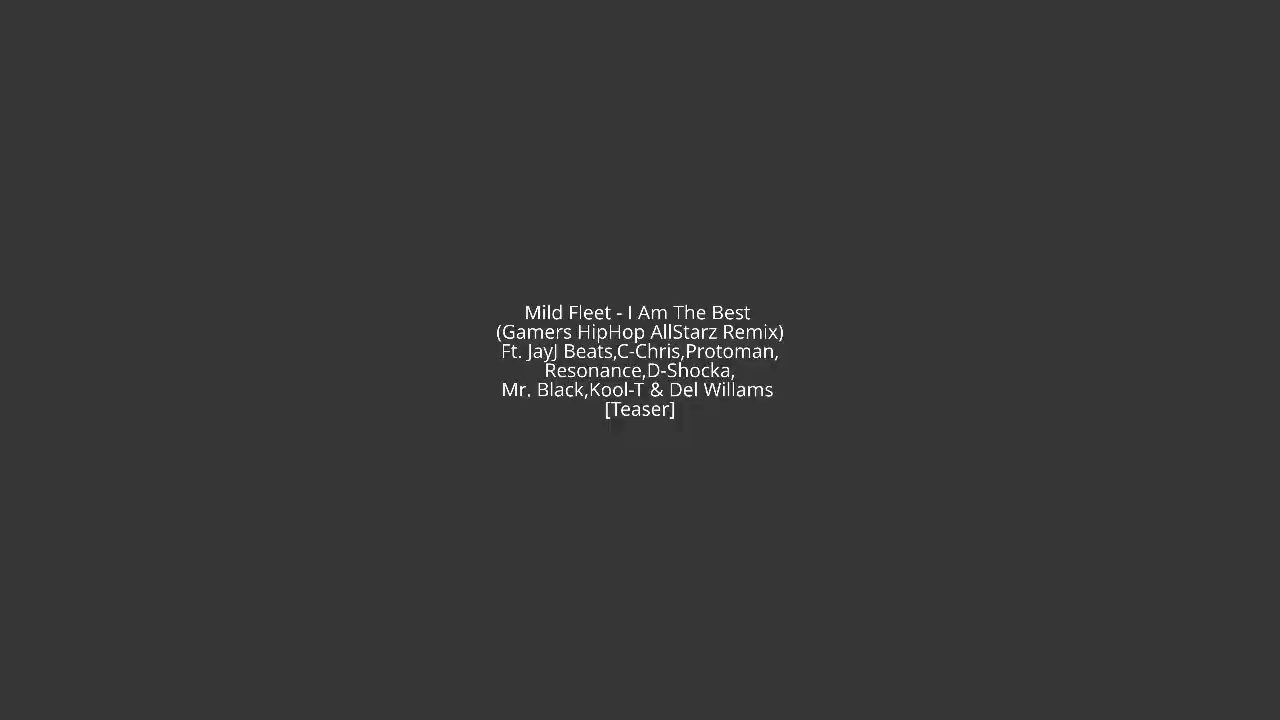 Mild Fleet - I Am The Best
(Gamers HipHop AllStarz Remix)
Ft. JayJ Beats,C-Chris,Protoman,
Resonance,D-Shocka,
Mr. Black,Kool-T & Del Willams
[Teaser]